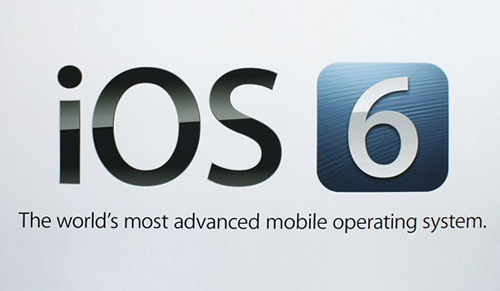 iOS 6
The world's most advanced mobile operating system.